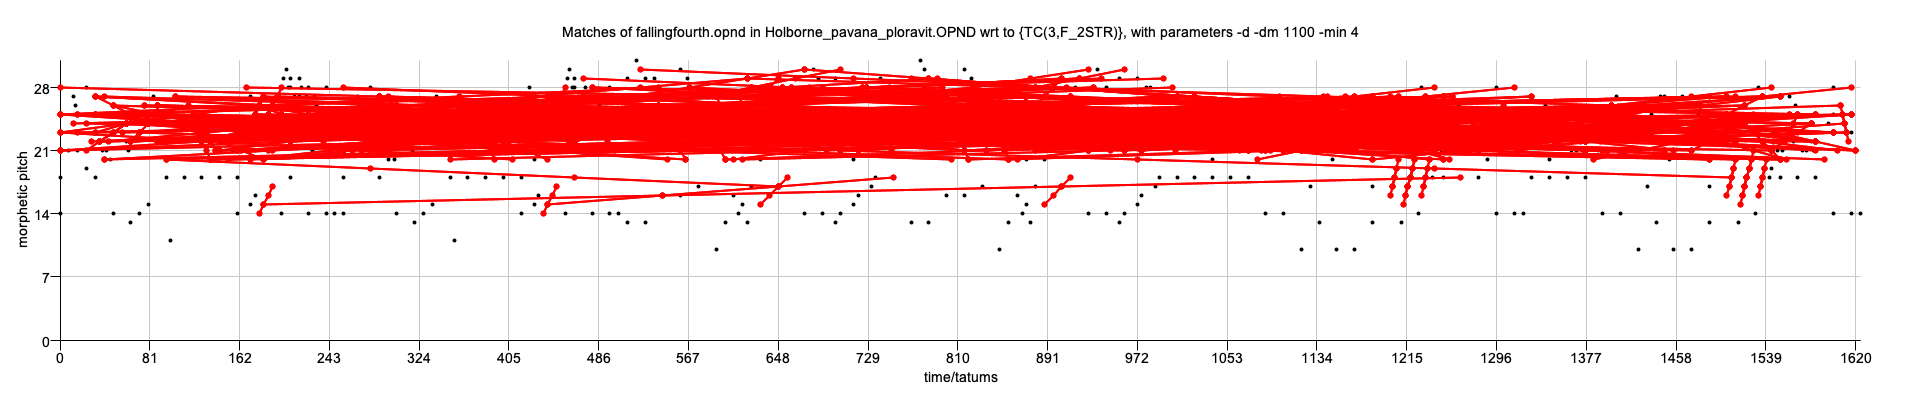 Matches of fallingfourth.opnd in Holborne_pavana_ploravit.OPND wrt to {TC(3,F_2STR)}, with parameters -d -dm 1100 -min 4
morphetic pitch
28
21
14
7
0
0 81 162 243 324 405 486 567 648 729 810 891 972 1053 1134 1215 1296 1377 1458 1539 1620
time/tatums